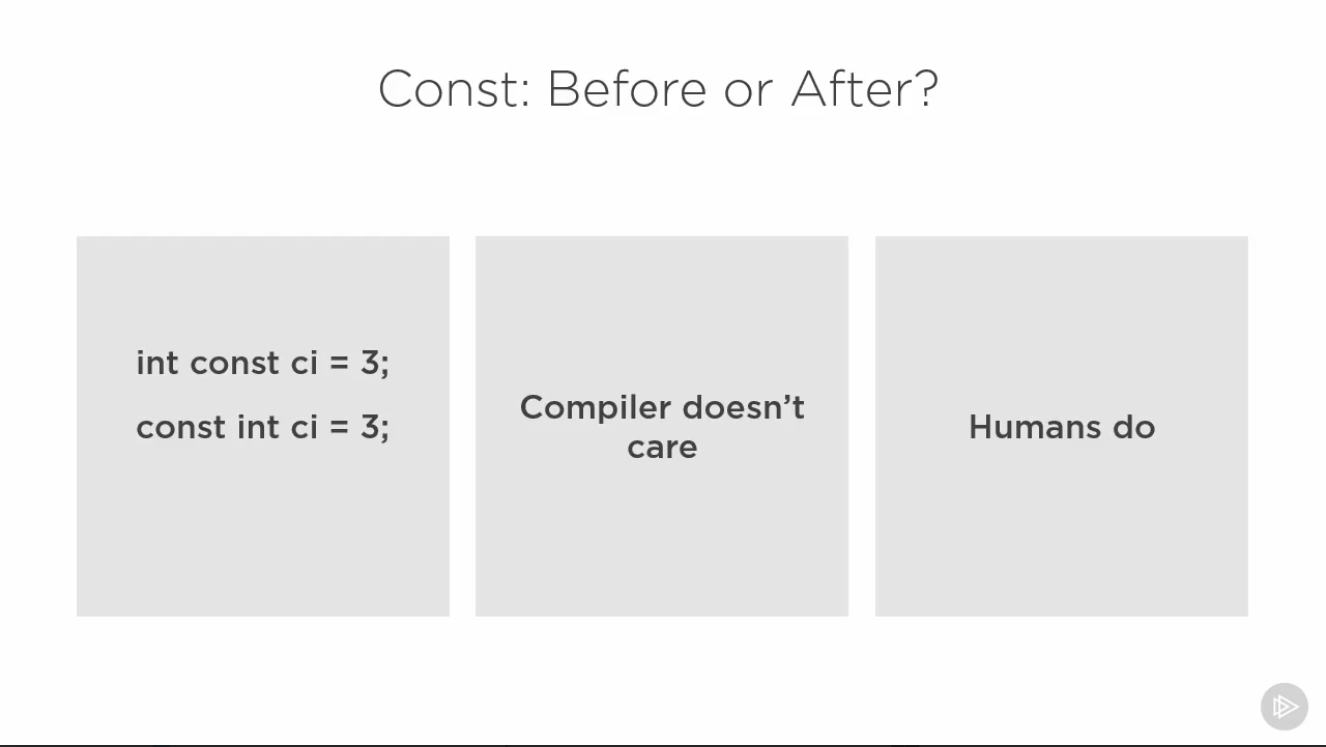 Const: Before or After?
int const ci = 3;
const int ci = 3;
Compiler doesn’t
care
Humans do